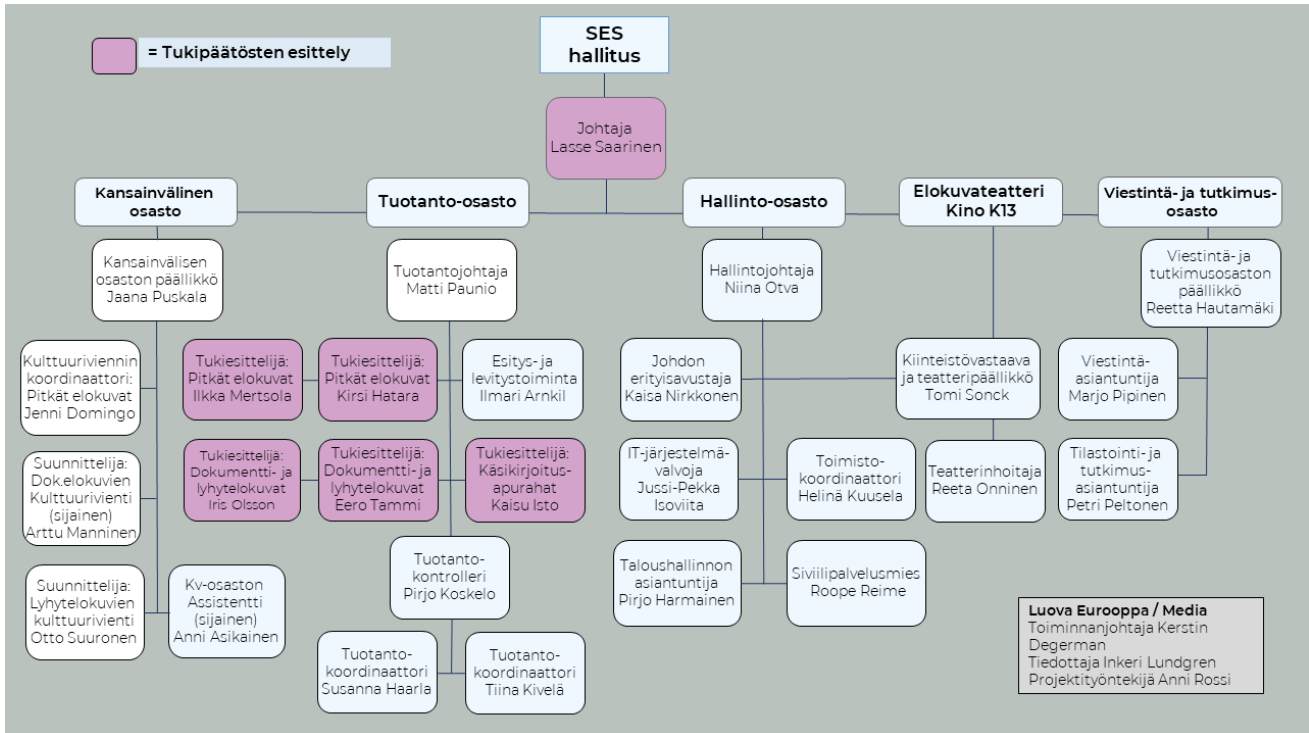 = Tukipäätösten esittely
SES
hallitus
Johtaja
Lasse Saarinen
Kansainvälinen
osasto
Tuotanto-osasto
Hallinto-osasto
Elokuvateatteri
Kino K13
Viestintä- ja tutkimus-
osasto
Kansainvälisen
osaston päällikkö
Jaana Puskala
Tuotantojohtaja
Matti Paunio
Hallintojohtaja
Niina Otva
Viestintä- ja
tutkimusosaston
päällikkö
Reetta Hautamäki
Kulttuuriviennin
koordinaattori:
Pitkät elokuvat
Jenni Domingo
Tukiesittelijä:
Pitkät elokuvat
Ilkka Mertsola
Tukiesittelijä:
Pitkät elokuvat
Kirsi Hatara
Esitys- ja
levitystoiminta
Ilmari Arnkil
Johdon
erityisavustaja
Kaisa Nirkkonen
Kiinteistövastaava
ja teatteripäällikkö
Tomi Sonck
Viestintä-
asiantuntija
Marjo Pipinen
Suunnittelija:
Dok.elokuvien
Kulttuurivienti
(sijainen)
Arttu Manninen
Tukiesittelijä:
Dokumentti- ja
lyhytelokuvat
Iris Olsson
Tukiesittelijä:
Dokumentti- ja
lyhytelokuvat
Eero Tammi
Tukiesittelijä:
Käsikirjoitus-
apurahat
Kaisu Isto
IT-järjestelmä-
valvoja
Jussi-Pekka
Isoviita
Toimisto-
koordinaattori
Helinä Kuusela
Teatterinhoitaja
Reeta Onninen
Tilastointi- ja
tutkimus-
asiantuntija
Petri Peltonen
Suunnittelija:
Lyhytelokuvien
kulttuurivienti
Otto Suuronen
Kv-osaston
Assistentti
(sijainen)
Anni Asikainen
Tuotanto-
kontrolleri
Pirjo Koskelo
Taloushallinnon
asiantuntija
Pirjo Harmainen
Siviilipalvelusmies
Roope Reime
Tuotanto-
koordinaattori
Susanna Haarla
Tuotanto-
koordinaattori
Tiina Kivelä
Luova Eurooppa / Media
Toiminnanjohtaja Kerstin
Degerman
Tiedottaja Inkeri Lundgren
Projektityöntekijä Anni Rossi